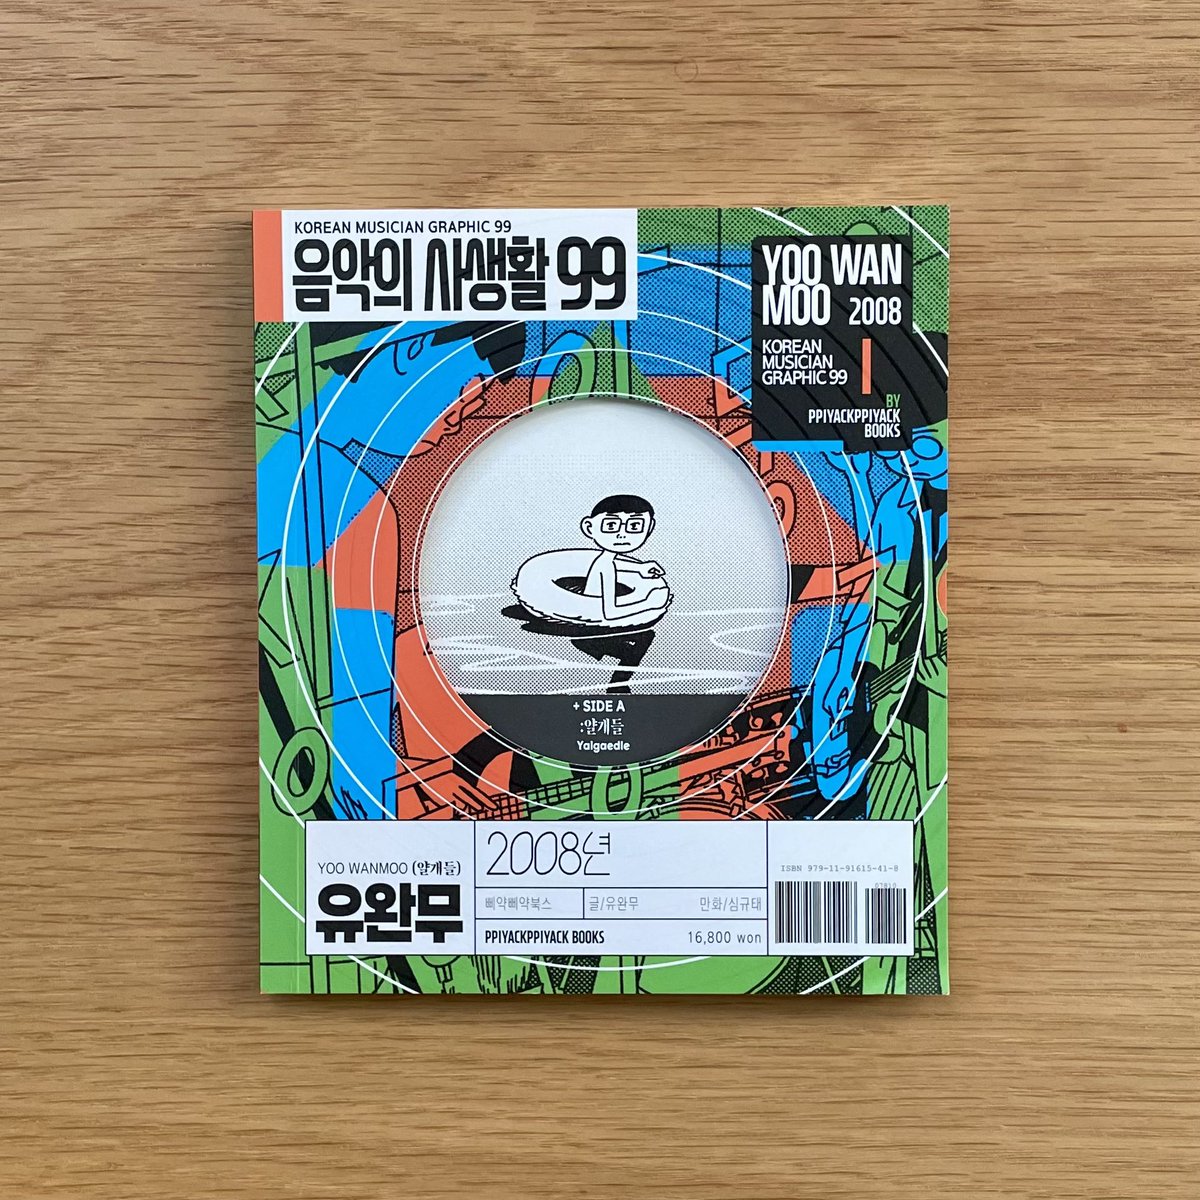 KOREAN MUSICIAN GRAPHIC 99
음악의 사생활 99
YOO WAN
MOO 2008
KOREAN
MUSICIAN
GRAPHIC 99
BY
PPIYACKPPIYACK
BOOKS
+ SIDE A
:얄개들
Yalgaedle
YOO WANMOO (얄개들)
유완무
2008년
삐약삐약북스 글/유완무 만화/심규태
PPIYACKPPIYACK BOOKS 16,800 won
ISBN 979-11-91615-41-8
07810